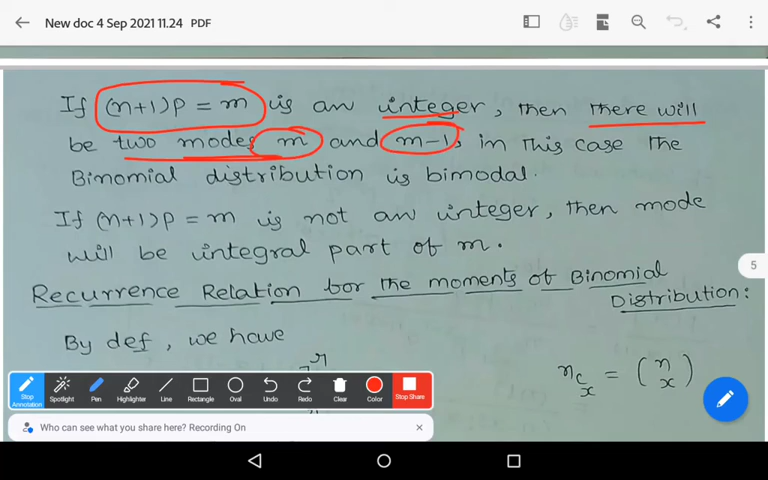 New doc 4 Sep 2021 11.24 PDF
If (n+1)p = m is an integer, then there will
be two modes m and m-1, in this case the
Binomial distribution is bimodal.
If (n+1)p = m is not an integer, then mode
will be integral part of m.
5
Recurrence Relation for the moments of Binomial
Distribution:
By def, we have
r
nCx = (n x)
Stop Annotation
Spotlight
Pen
Highlighter
Line
Rectangle
Oval
Undo
Redo
Clear
Color
Stop Share
Who can see what you share here? Recording On